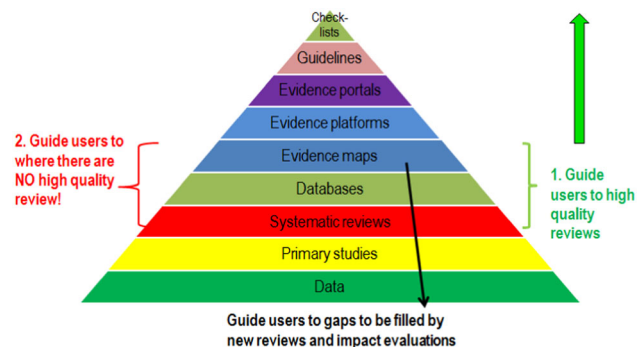 Check-
lists
Guidelines
Evidence portals
Evidence platforms
Evidence maps
Databases
Systematic reviews
Primary studies
Data
2. Guide users to
where there are
NO high quality
review!
1. Guide
users to high
quality
reviews
Guide users to gaps to be filled by
new reviews and impact evaluations